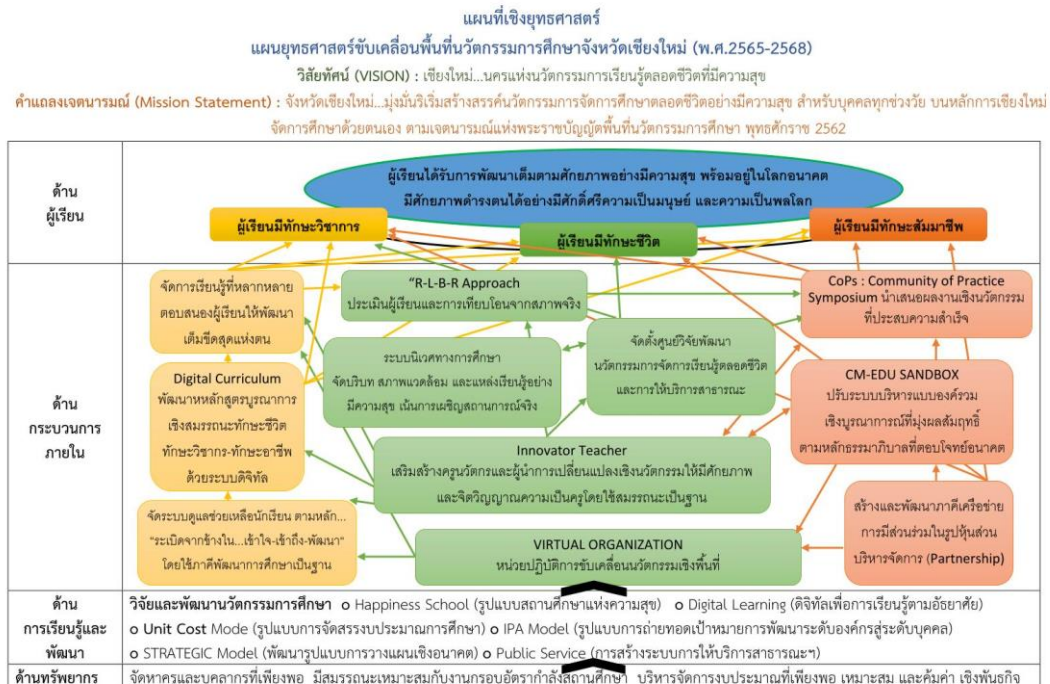 แผนที่เชิงยุทธศาสตร์
แผนยุทธศาสตร์ขับเคลื่อนพื้นที่นวัตกรรมการศึกษาจังหวัดเชียงใหม่ (พ.ศ.2565-2568)
วิสัยทัศน์ (VISION) : เชียงใหม่...นครแห่งนวัตกรรมการเรียนรู้ตลอดชีวิตที่มีความสุข
คำแถลงเจตนารมณ์ (Mission Statement) : จังหวัดเชียงใหม่...มุ่งมั่นริเริ่มสร้างสรรค์นวัตกรรมการจัดการศึกษาตลอดชีวิตอย่างมีความสุข สำหรับบุคคลทุกช่วงวัย บนหลักการเชียงใหม่
จัดการศึกษาด้วยตนเอง ตามเจตนารมณ์แห่งพระราชบัญญัตพื้นที่นวัตกรรมการศึกษา พุทธศักราช 2562
ด้าน
ผู้เรียน
ผู้เรียนได้รับการพัฒนาเต็มตามศักยภาพอย่างมีความสุข พร้อมอยู่ในโลกอนาคต
มีศักยภาพดำรงตนได้อย่างมีศักดิ์ศรีความเป็นมนุษย์ และความเป็นพลโลก
ผู้เรียนมีทักษะวิชาการ
ผู้เรียนมีทักษะชีวิต
ผู้เรียนมีทักษะสัมมาชีพ
ด้าน
กระบวนการ
ภายใน
จัดการเรียนรู้ที่หลากหลาย
ตอบสนองผู้เรียนให้พัฒนา
เต็มขีดสุดแห่งตน
"R-L-B-R Approach
ประเมินผู้เรียนและการเทียบโอนจากสภาพจริง
CoPs : Community of Practice
Symposium นำเสนอผลงานเชิงนวัตกรรม
ที่ประสบความสำเร็จ
ระบบนิเวศทางการศึกษา
จัดบริบท สภาพแวดล้อม และแหล่งเรียนรู้อย่าง
มีความสุข เน้นการเผชิญสถานการณ์จริง
จัดตั้งศูนย์วิจัยพัฒนา
นวัตกรรมการจัดการเรียนรู้ตลอดชีวิต
และการให้บริการสาธารณะ
Digital Curriculum
พัฒนาหหลักสูตรบูรณาการ
เชิงสมรรถนะทักษะชีวิต
ทักษะวิชาการ-ทักษะอาชีพ
ด้วยระบบดิจิทัล
CM-EDU SANDBOX
ปรับระบบบริหารแบบองค์รวม
เชิงบูรณาการที่มุ่งผลสัมฤทธิ์
ตามหลักธรรมาภิบาลที่ตอบโจทย์อนาคต
Innovator Teacher
เสริมสร้างครูนวัตกรและผู้นำการเปลี่ยนแปลงเชิงนวัตกรรมให้มีศักยภาพ
และจิตวิญญาณความเป็นครูโดยใช้สมรรถนะเป็นฐาน
จัดระบบดูแลช่วยเหลือนักเรียน ตามหลัก...
"ระเบิดจากข้างใน...เข้าใจ-เข้าถึง-พัฒนา"
โดยใช้ภาคีพัฒนาการศึกษาเป็นฐาน
สร้างและพัฒนาภาคีเครือข่าย
การมีส่วนร่วมในรูปหุ้นส่วน
บริหารจัดการ (Partnership)
VIRTUAL ORGANIZATION
หน่วยปฏิบัติการขับเคลื่อนนวัตกรรมเชิงพื้นที่
ด้าน
การเรียนรู้และ
พัฒนา
วิจัยและพัฒนานวัตกรรมการศึกษา o Happiness School (รูปแบบสถานศึกษาแห่งความสุข) o Digital Learning (ดิจิทัลเพื่อการเรียนรู้ตามอัธยาศัย)
o Unit Cost Mode (รูปแบบการจัดสรรงบประมาณการศึกษา) o IPA Model (รูปแบบการถ่ายทอดเป้าหมายการพัฒนาระดับองค์กรสู่ระดับบุคคล)
o STRATEGIC Model (พัฒนารูปแบบการวางแผนเชิงอนาคต) o Public Service (การสร้างระบบการให้บริการสาธารณะฯ)
ด้านทรัพยากร
จัดหาครูและบุคลากรที่เพียงพอ มีสมรรถนะเหมาะสมกับงานกรอบอัตรากำลังสถานศึกษา บริหารจัดการงบประมาณที่เพียงพอ เหมาะสม และคุ้มค่า เชิงพันธกิจ